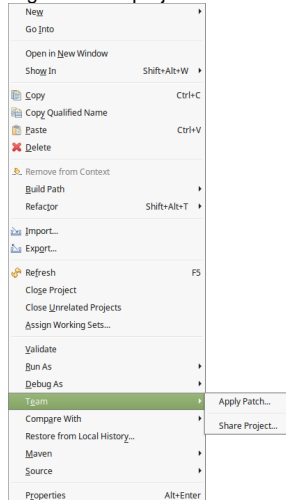 New
Go Into
Open in New Window
Show In Shift+Alt+W
Copy Ctrl+C
Copy Qualified Name
Paste Ctrl+V
Delete
Remove from Context
Build Path
Refactor Shift+Alt+T
Import...
Export...
Refresh F5
Close Project
Close Unrelated Projects
Assign Working Sets...
Validate
Run As
Debug As
Team
Apply Patch...
Compare With
Share Project...
Restore from Local History...
Maven
Source
Properties Alt+Enter